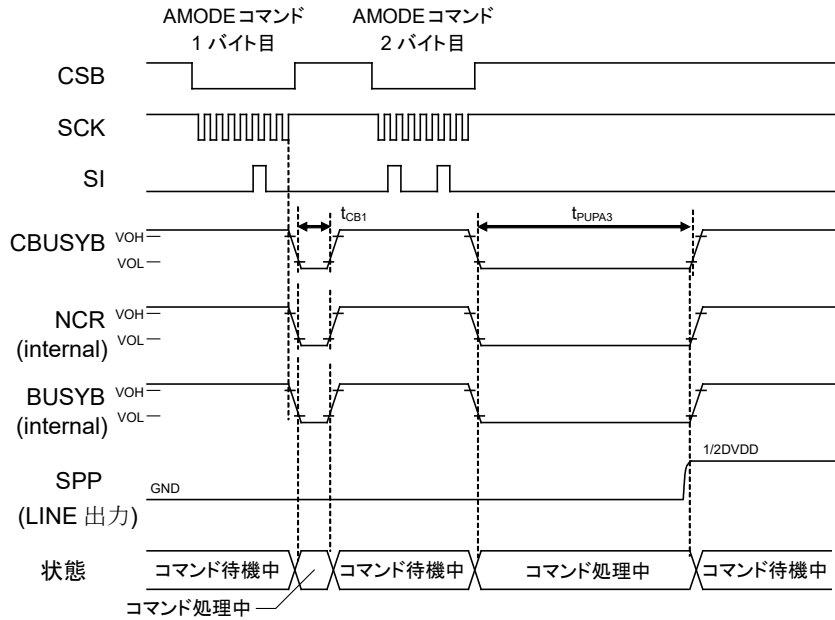 AMODEコマンド
1 バイト目
AMODEコマンド
2 バイト目
CSB
SCK
SI
tCB1
tPUPA3
CBUSYB
VOH
VOL
NCR
(internal)
VOH
VOL
BUSYB
(internal)
VOH
VOL
SPP
(LINE 出力)
GND
1/2DVDD
状態
コマンド待機中
コマンド待機中
コマンド処理中
コマンド待機中
コマンド処理中